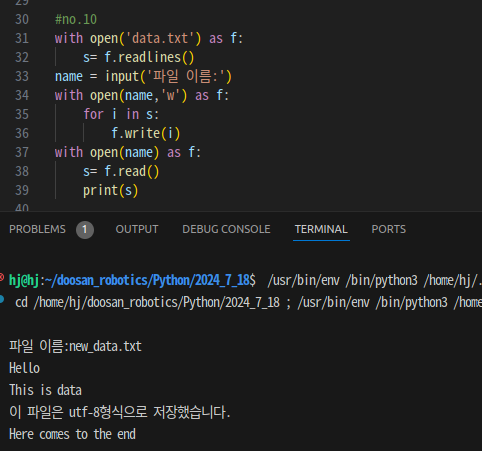 29
30 #no.10
31 with open('data.txt') as f:
32 s= f.readlines()
33 name = input('파일 이름:')
34 with open(name,'w') as f:
35 for i in s:
36 f.write(i)
37 with open(name) as f:
38 s= f.read()
39 print(s)
40
PROBLEMS 1 OUTPUT DEBUG CONSOLE TERMINAL PORTS
hj@hj:~/doosan_robotics/Python/2024_7_18$ /usr/bin/env /bin/python3 /home/hj/.
cd /home/hj/doosan_robotics/Python/2024_7_18 ; /usr/bin/env /bin/python3 /home
파일 이름:new_data.txt
Hello
This is data
이 파일은 utf-8형식으로 저장했습니다.
Here comes to the end